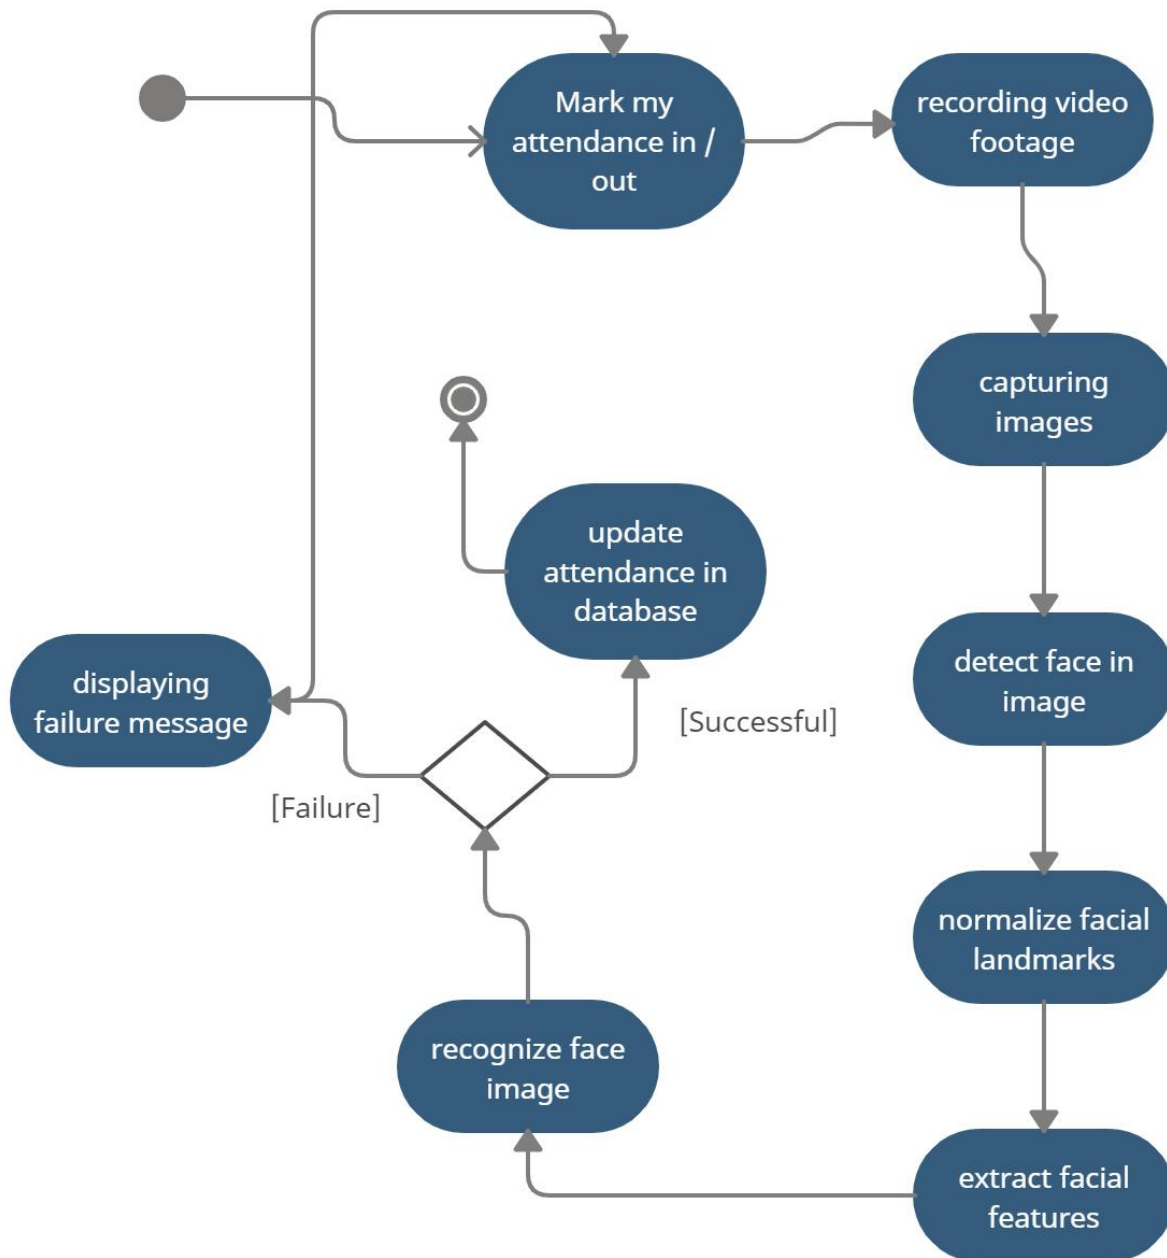 Mark my
attendance in /
out
recording video
footage
capturing
images
update
attendance in
database
displaying
failure message
detect face in
image
[Successful]
[Failure]
normalize facial
landmarks
recognize face
image
extract facial
features